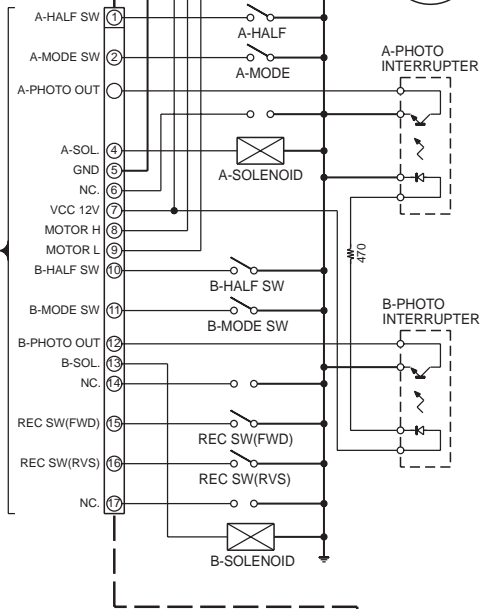 A-HALF SW 1
A-HALF
A-MODE SW 2
A-MODE
A-PHOTO
INTERRUPTER
A-PHOTO OUT
A-SOL. 4
GND 5
A-SOLENOID
NC. 6
VCC 12V 7
MOTOR H 8
MOTOR L 9
470
B-HALF SW 10
B-HALF SW
B-PHOTO
INTERRUPTER
B-MODE SW 11
B-MODE SW
B-PHOTO OUT 12
B-SOL. 13
NC. 14
REC SW(FWD) 15
REC SW(FWD)
REC SW(RVS) 16
REC SW(RVS)
NC. 17
B-SOLENOID